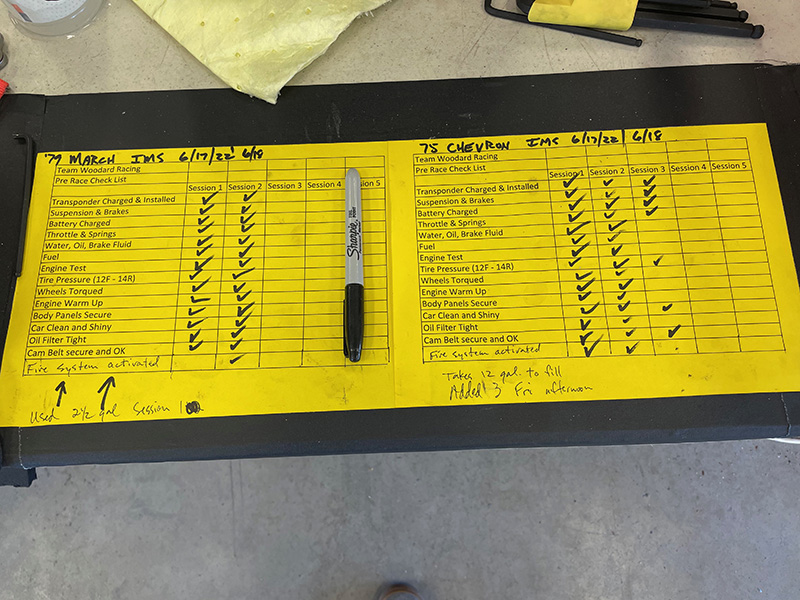 '79 MARCH IMS 6/17/22' 6/18
Team Woodard Racing
Pre Race Check List
Session 1 Session 2 Session 3 Session 4 5
Transponder Charged & Installed ✓ ✓
Suspension & Brakes ✓ ✓
Battery Charged ✓ ✓
Throttle & Springs ✓ ✓
Water, Oil, Brake Fluid ✓ ✓
Fuel ✓ ✓
Engine Test ✓ ✓
Tire Pressure (12F - 14R) ✓ ✓
Wheels Torqued ✓ ✓
Engine Warm Up ✓ ✓
Body Panels Secure ✓ ✓
Car Clean and Shiny ✓ ✓
Oil Filter Tight ✓ ✓
Cam Belt secure and OK ✓ ✓
Fire system activated ✓
Used 2½ gal session 1
Sharpie
75 CHEVRON IMS 6/17/22 6/18
Team Woodard Racing
Pre Race Check List
Session 1 Session 2 Session 3 Session 4 Session 5
Transponder Charged & Installed ✓ ✓ ✓
Suspension & Brakes ✓ ✓ ✓
Battery Charged ✓ ✓ ✓
Throttle & Springs ✓ ✓
Water, Oil, Brake Fluid ✓ ✓
Fuel ✓ ✓
Engine Test ✓ ✓ ✓
Tire Pressure (12F - 14R) ✓ ✓
Wheels Torqued ✓ ✓
Engine Warm Up ✓ ✓
Body Panels Secure ✓ ✓ ✓
Car Clean and Shiny ✓ ✓
Oil Filter Tight ✓ ✓ ✓
Cam Belt secure and OK ✓ ✓
Fire system activated ✓ ✓
Takes 12 gal. to fill
Added 3 Fri afternoon